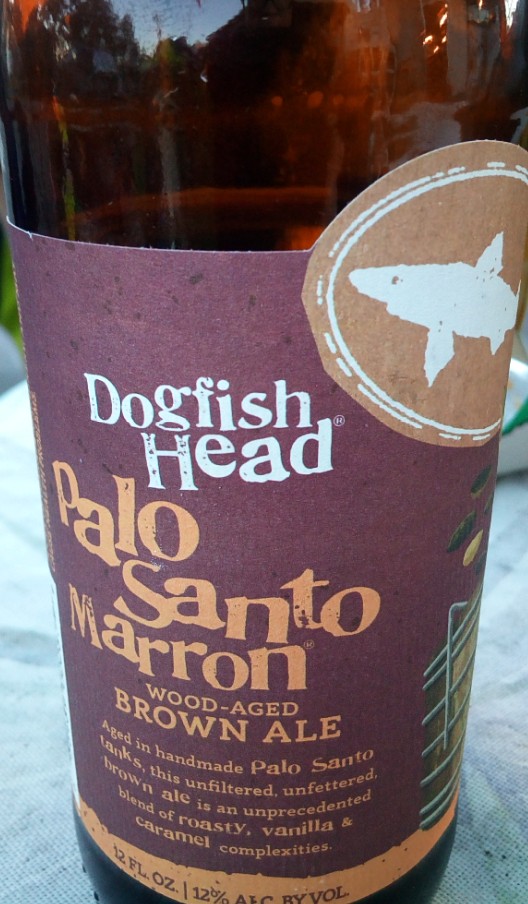 Dogfish
Head®
Palo
Santo
Marron®
WOOD-AGED
BROWN ALE
Aged in handmade Palo Santo
tanks, this unfiltered, unfettered,
brown ale is an unprecedented
blend of roasty, vanilla &
caramel complexities.
12 FL. OZ. | 12% ALC. BY VOL.